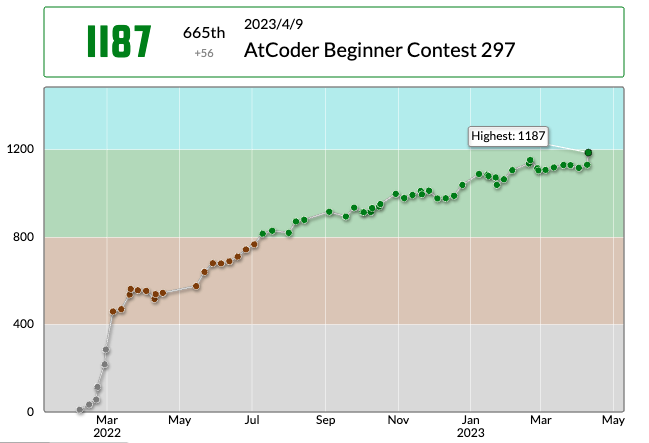 1187
665th
+56
2023/4/9
AtCoder Beginner Contest 297
Highest: 1187
1200
800
400
0
Mar May Jul Sep Nov Jan Mar May
2022 2023